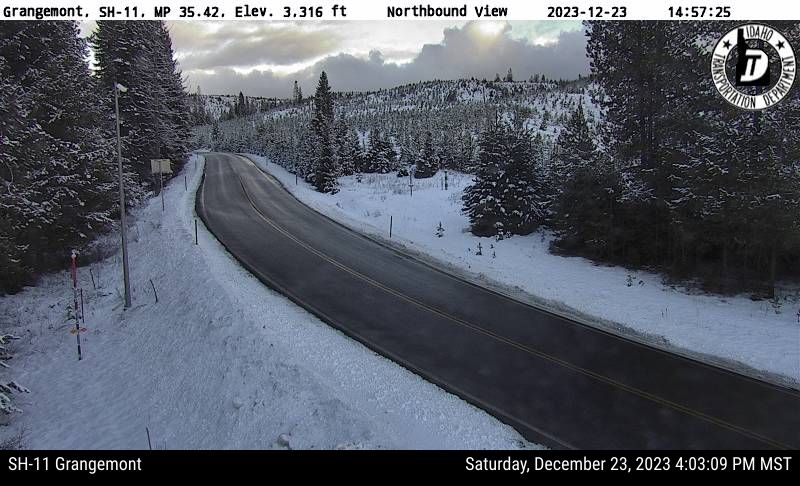 Grangemont, SH-11, MP 35.42, Elev. 3,316 ft Northbound View 2023-12-23 14:57:25
IDAHO
TRANSPORTATION DEPARTMENT
SH-11 Grangemont Saturday, December 23, 2023 4:03:09 PM MST